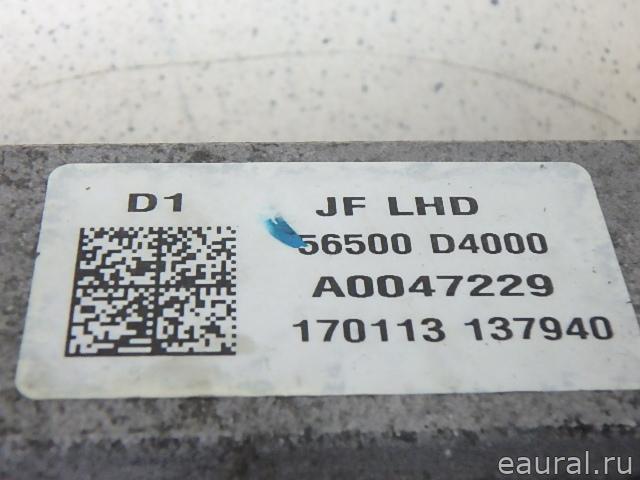 D1
JF LHD
56500 D4000
A0047229
170113 137940
eaural.ru